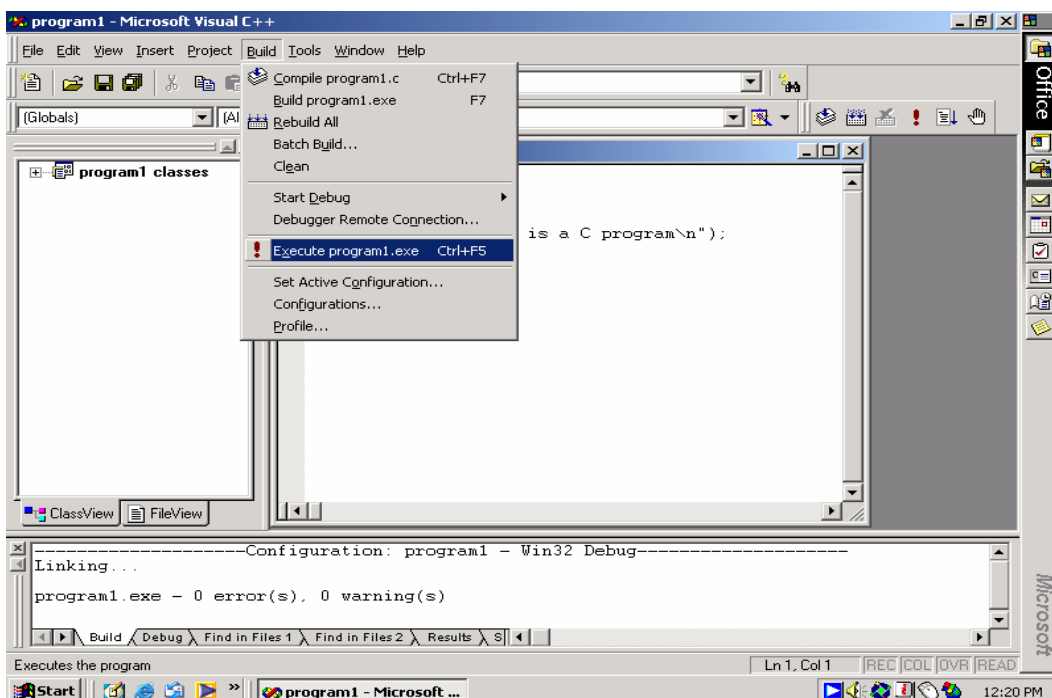 program1 - Microsoft Visual C++
File Edit View Insert Project Build Tools Window Help
Compile program1.c Ctrl+F7
Build program1.exe F7
Rebuild All
Batch Build...
Clean
Start Debug
Debugger Remote Connection...
Execute program1.exe Ctrl+F5
Set Active Configuration...
Configurations...
Profile...
(Globals) (Al
program1 classes
is a C program\n");
ClassView FileView
--------------------Configuration: program1 - Win32 Debug--------------------
Linking...
program1.exe - 0 error(s), 0 warning(s)
Build Debug Find in Files 1 Find in Files 2 Results S
Executes the program Ln 1, Col 1 REC COL OVR READ
Start » program1 - Microsoft ... 12:20 PM
Office
Microsoft